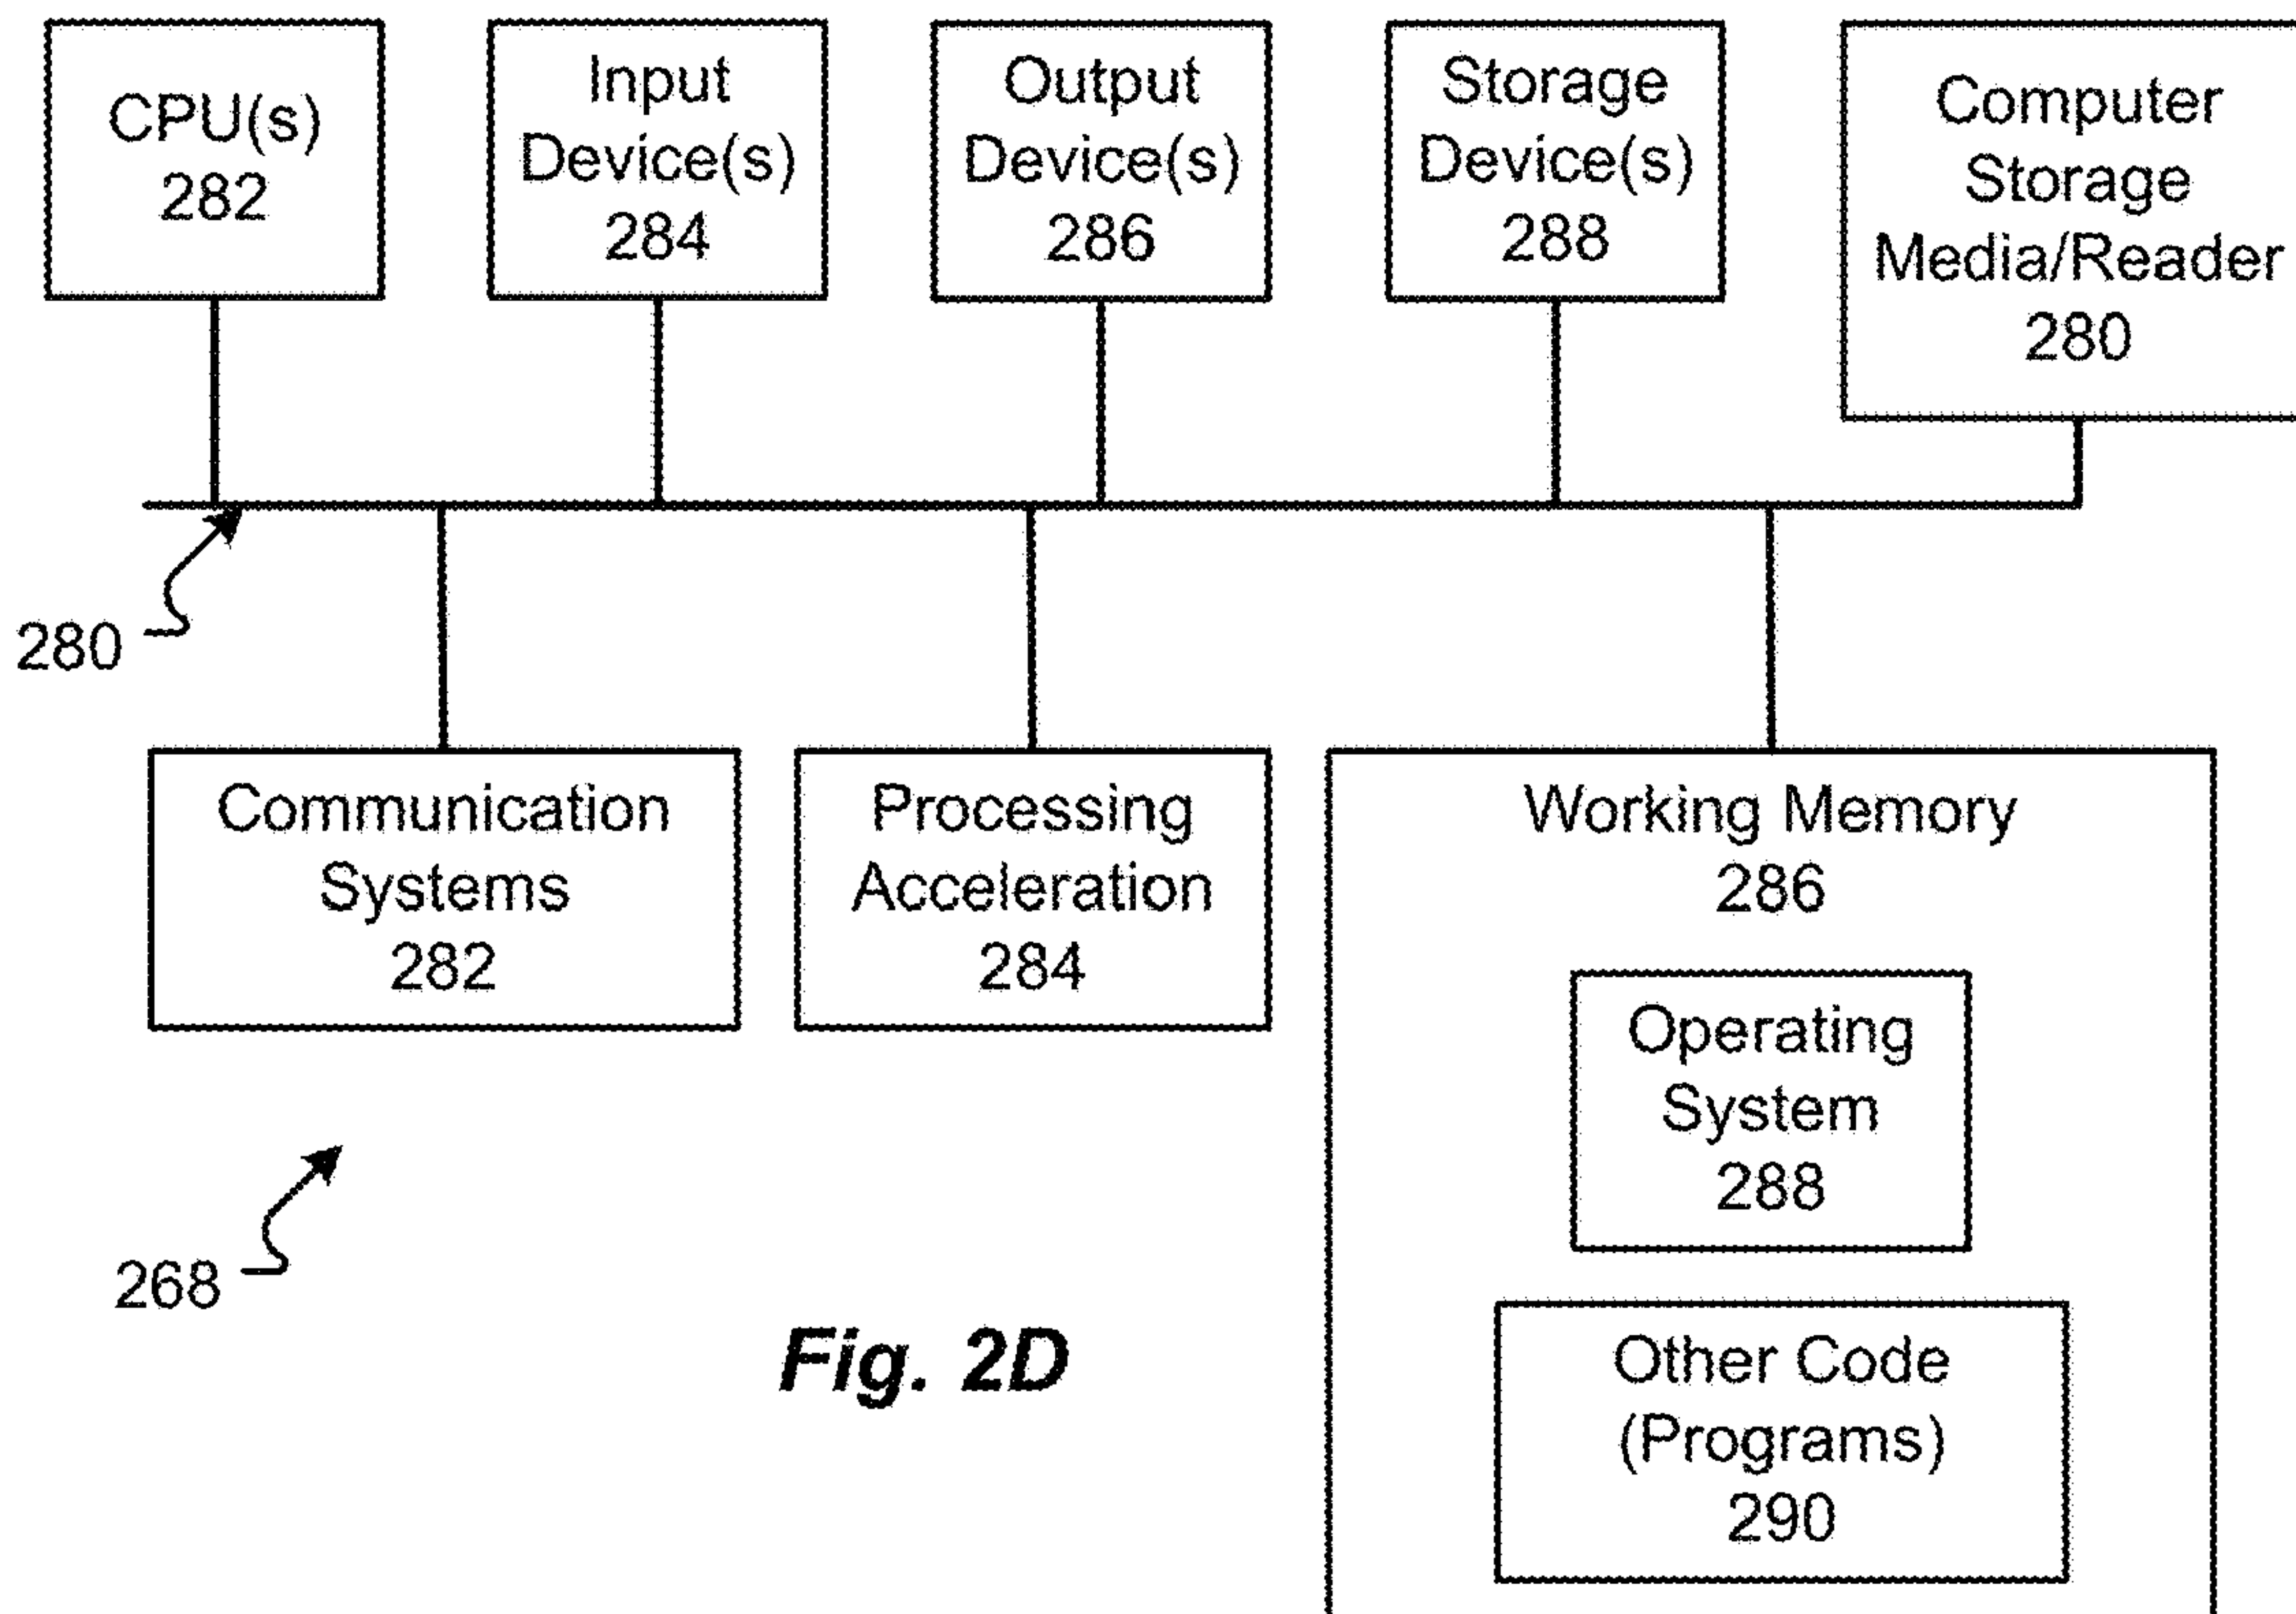 CPU(s)
282
Input
Device(s)
284
Output
Device(s)
286
Storage
Device(s)
288
Computer
Storage
Media/Reader
280
280
Communication
Systems
282
Processing
Acceleration
284
Working Memory
286
Operating
System
288
Other Code
(Programs)
290
268
Fig. 2D